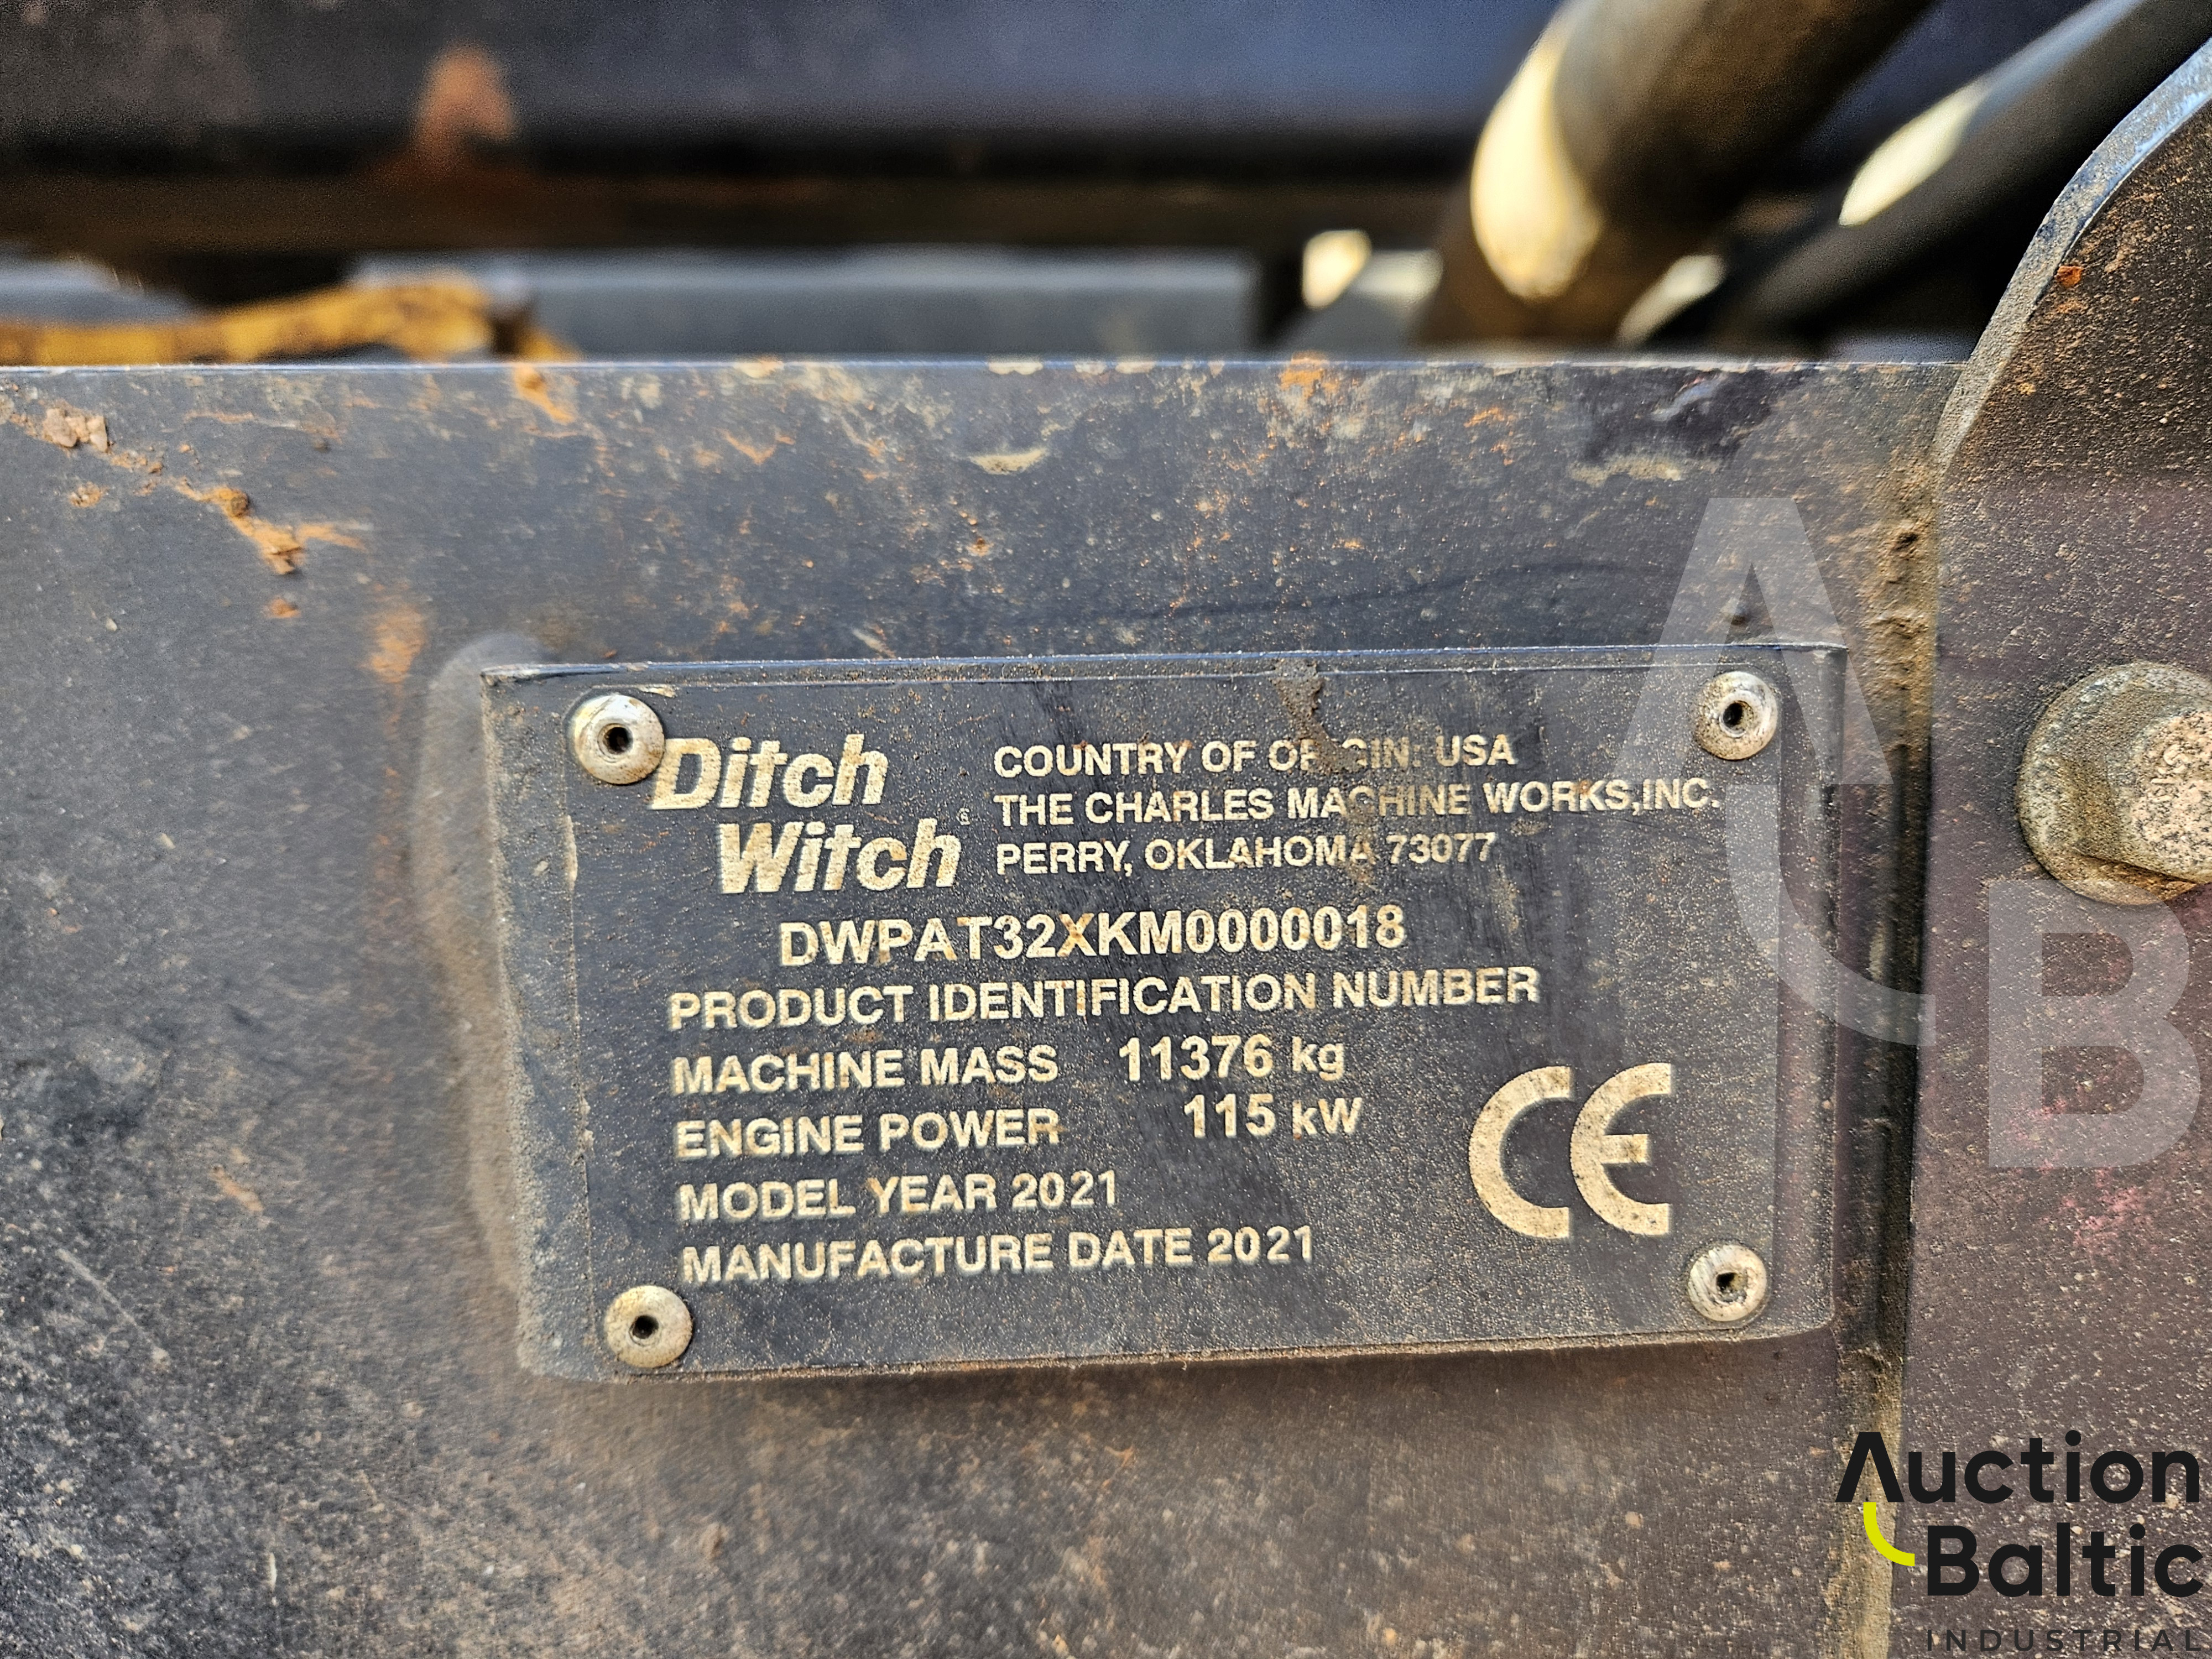 Ditch
Witch®
COUNTRY OF ORIGIN: USA
THE CHARLES MACHINE WORKS,INC.
PERRY, OKLAHOMA 73077
DWPAT32XKM0000018
PRODUCT IDENTIFICATION NUMBER
MACHINE MASS 11376 kg
ENGINE POWER 115 kW
MODEL YEAR 2021
MANUFACTURE DATE 2021
CE
AB
Auction
Baltic
INDUSTRIAL